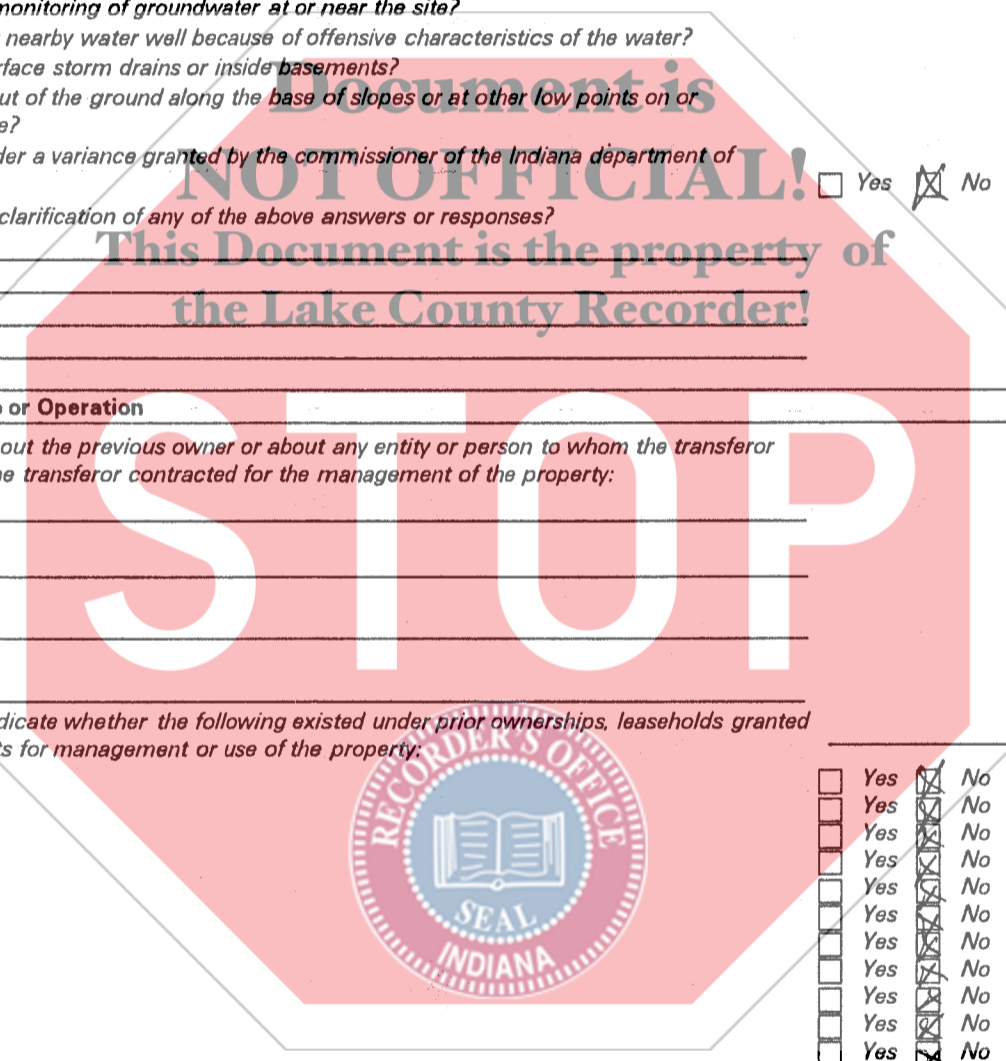 monitoring of groundwater at or near the site?
nearby water well because of offensive characteristics of the water?
rface storm drains or inside basements?
Document is
ut of the ground along the base of slopes or at other low points on or
e?
der a variance granted by the commissioner of the Indiana department of
NOT OFFICIAL!
Yes No
clarification of any of the above answers or responses?
This Document is the property of
the Lake County Recorder!
or Operation
STOP
out the previous owner or about any entity or person to whom the transferor
e transferor contracted for the management of the property:
dicate whether the following existed under prior ownerships, leaseholds granted
ts for management or use of the property:
RECORDER'S OFFICE
SEAL
INDIANA
Yes No
Yes No
Yes No
Yes No
Yes No
Yes No
Yes No
Yes No
Yes No
Yes No
Yes No